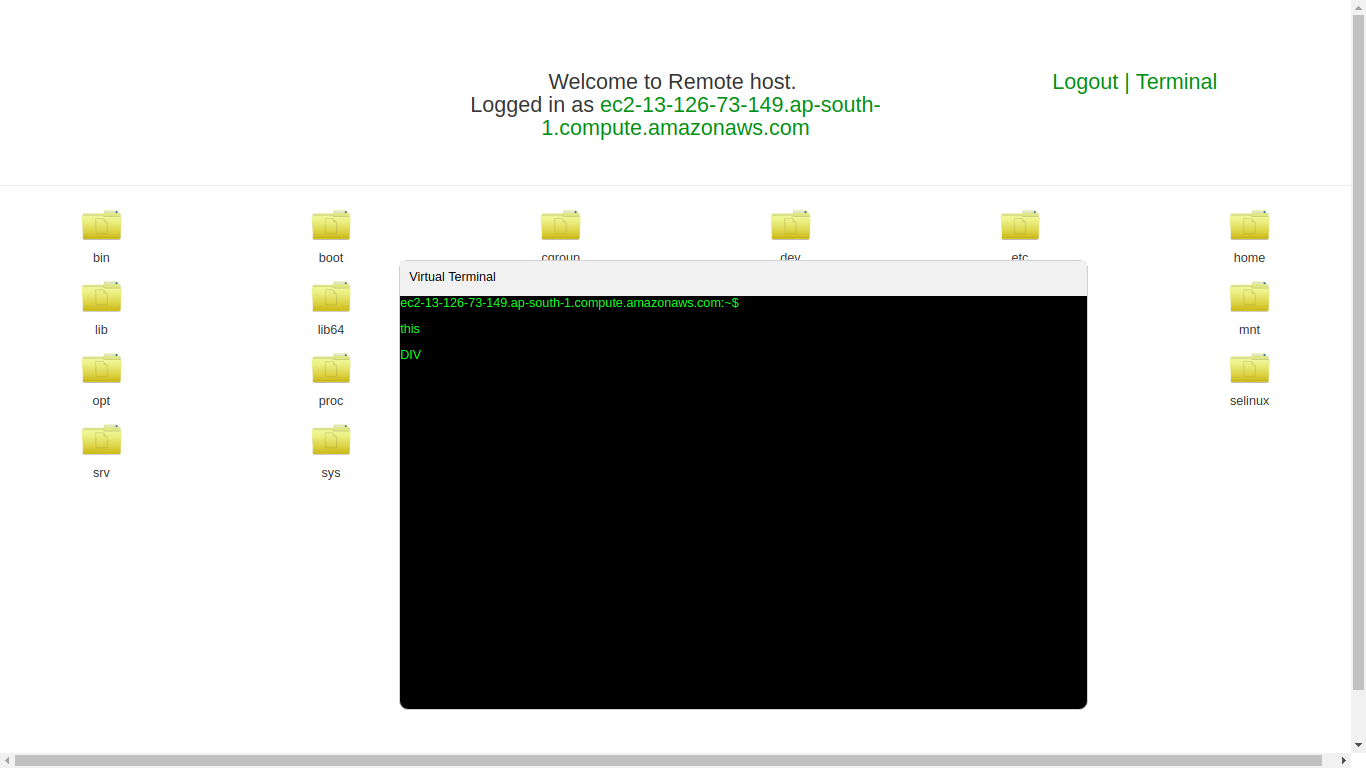 Welcome to Remote host.
Logout | Terminal
Logged in as ec2-13-126-73-149.ap-south-
1.compute.amazonaws.com
bin
boot
cgroup
dev
etc
home
Virtual Terminal
ec2-13-126-73-149.ap-south-1.compute.amazonaws.com:~$
lib
lib64
this
mnt
DIV
opt
proc
selinux
srv
sys